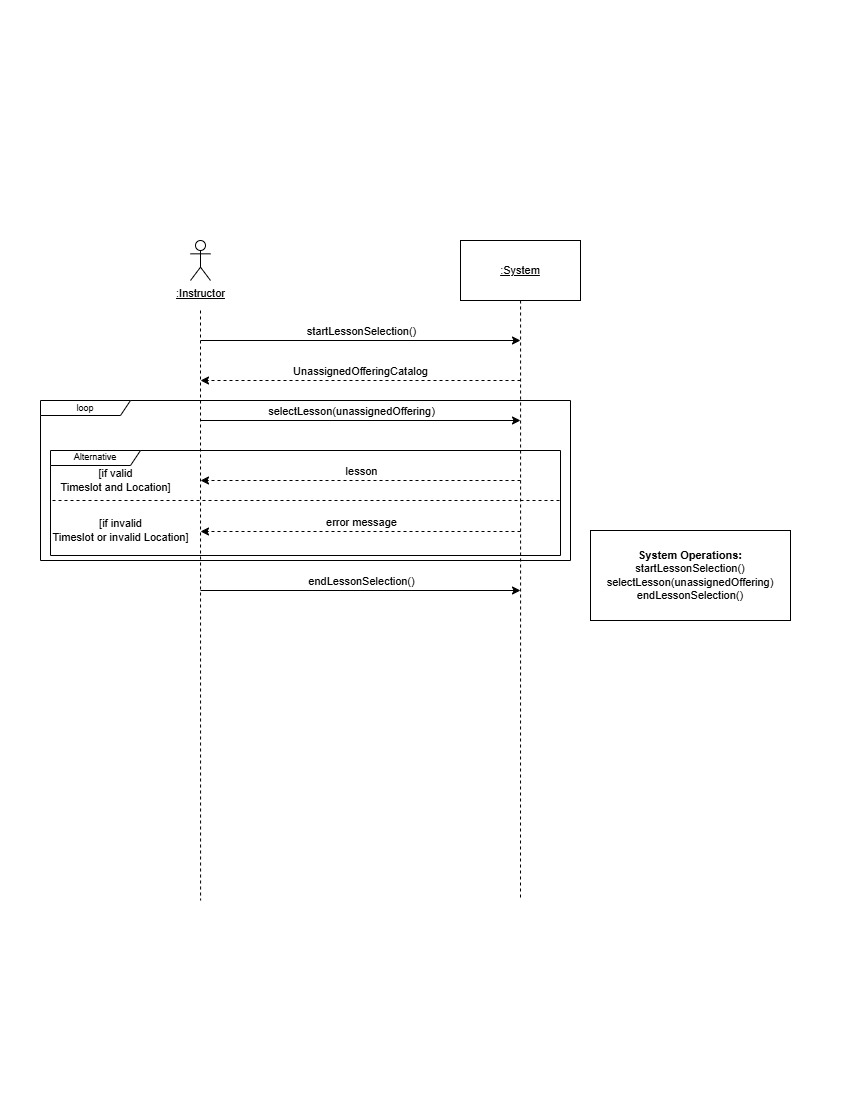 :Instructor
:System
startLessonSelection()
UnassignedOfferingCatalog
loop
selectLesson(unassignedOffering)
Alternative
[if valid
Timeslot and Location]
lesson
[if invalid
Timeslot or invalid Location]
error message
endLessonSelection()
System Operations:
startLessonSelection()
selectLesson(unassignedOffering)
endLessonSelection()